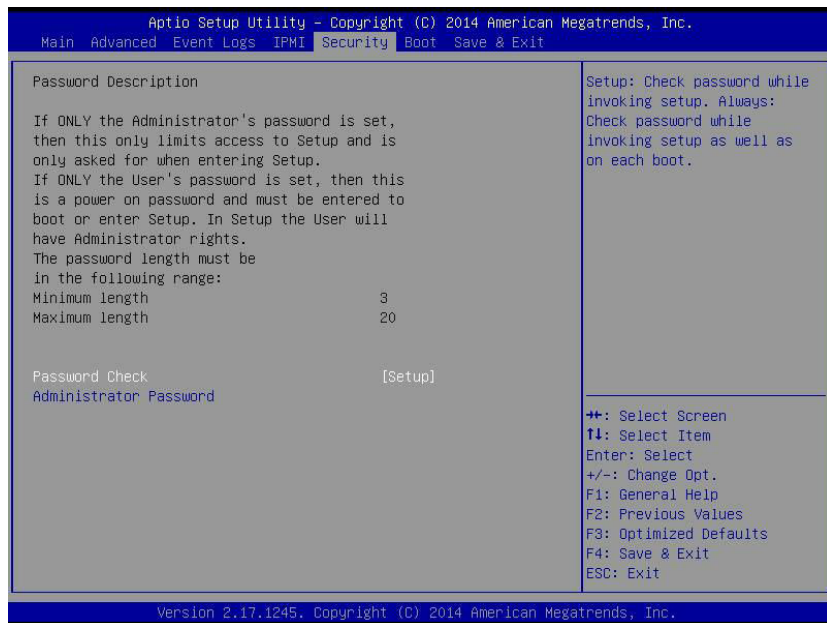 Aptio Setup Utility – Copyright (C) 2014 American Megatrends, Inc.
Main Advanced Event Logs IPMI Security Boot Save & Exit
Password Description
If ONLY the Administrator's password is set,
then this only limits access to Setup and is
only asked for when entering Setup.
If ONLY the User's password is set, then this
is a power on password and must be entered to
boot or enter Setup. In Setup the User will
have Administrator rights.
The password length must be
in the following range:
Minimum length 3
Maximum length 20
Password Check [Setup]
Administrator Password
Setup: Check password while
invoking setup. Always:
Check password while
invoking setup as well as
on each boot.
→←: Select Screen
↑↓: Select Item
Enter: Select
+/-: Change Opt.
F1: General Help
F2: Previous Values
F3: Optimized Defaults
F4: Save & Exit
ESC: Exit
Version 2.17.1245. Copyright (C) 2014 American Megatrends, Inc.